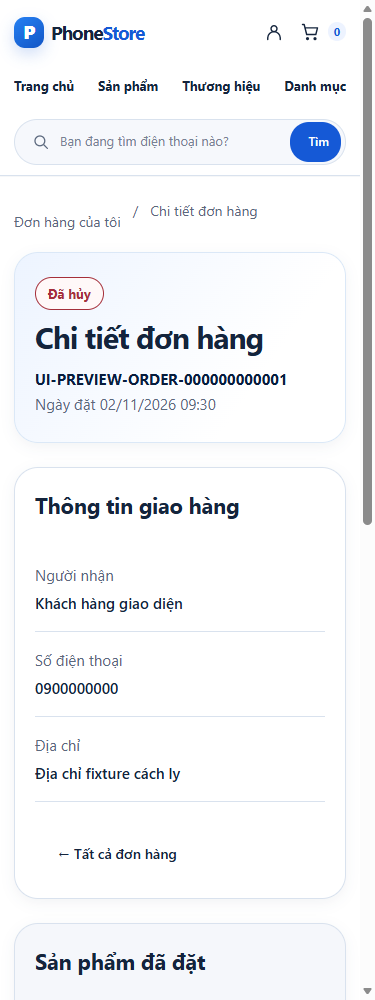 P PhoneStore
0
Trang chủ Sản phẩm Thương hiệu Danh mục
Bạn đang tìm điện thoại nào?
Tìm
Đơn hàng của tôi / Chi tiết đơn hàng
Đã hủy
Chi tiết đơn hàng
UI-PREVIEW-ORDER-000000000001
Ngày đặt 02/11/2026 09:30
Thông tin giao hàng
Người nhận
Khách hàng giao diện
Số điện thoại
0900000000
Địa chỉ
Địa chỉ fixture cách ly
← Tất cả đơn hàng
Sản phẩm đã đặt